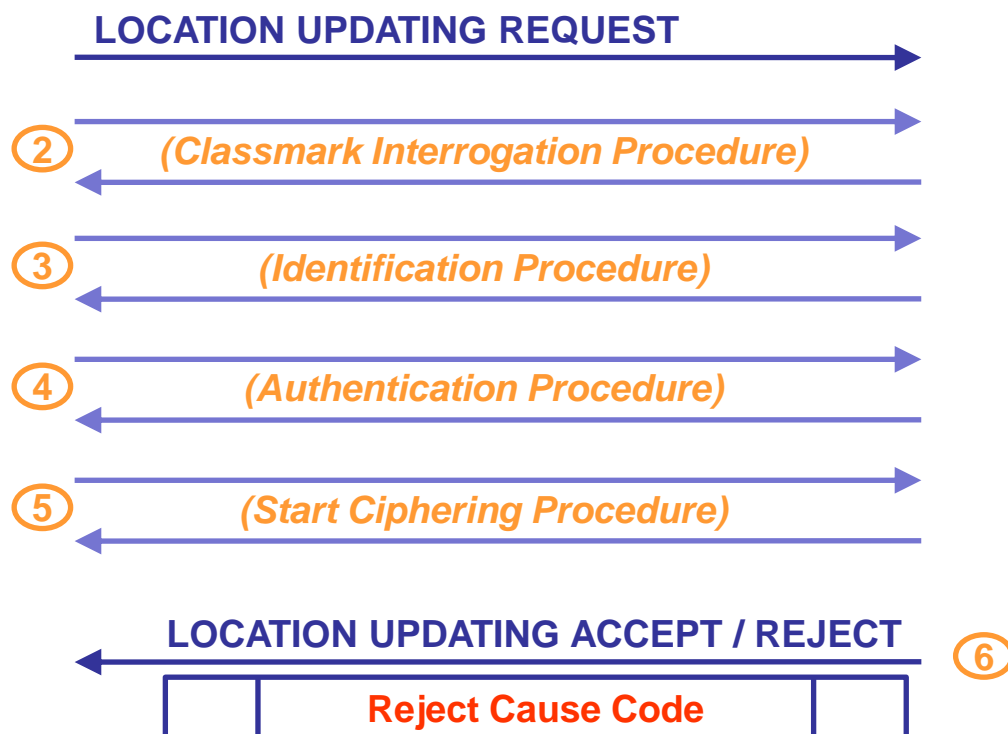 LOCATION UPDATING REQUEST
2 (Classmark Interrogation Procedure)
3 (Identification Procedure)
4 (Authentication Procedure)
5 (Start Ciphering Procedure)
LOCATION UPDATING ACCEPT / REJECT 6
Reject Cause Code